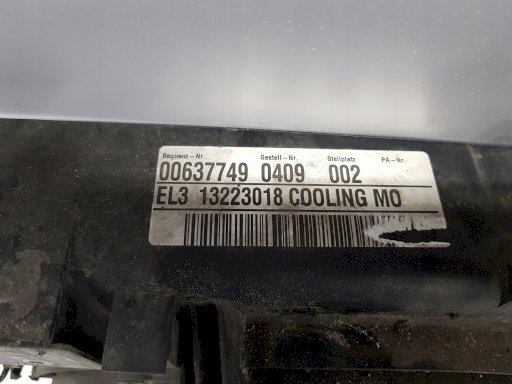 Sequenz-Nr. Gestell-Nr. Stellplatz PA-Nr.
00637749 0409 002
EL3 13223018 COOLING MO